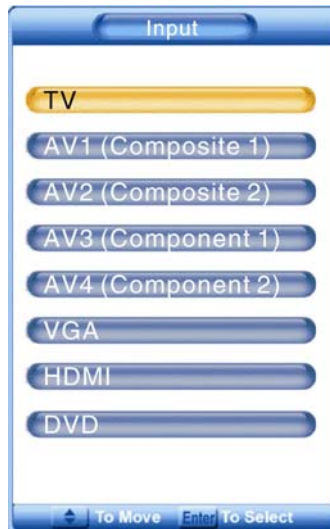 Input
TV
AV1 (Composite 1)
AV2 (Composite 2)
AV3 (Component 1)
AV4 (Component 2)
VGA
HDMI
DVD
To Move Enter To Select